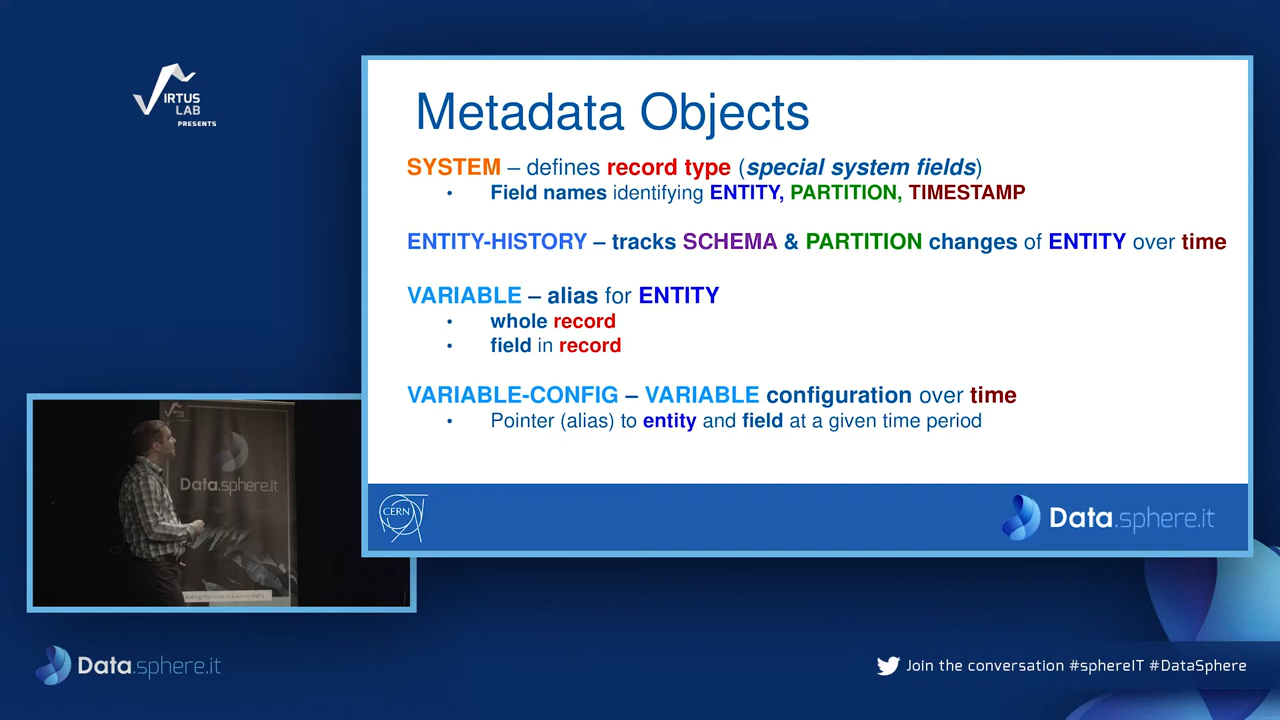 VIRTUS
LAB
PRESENTS
Metadata Objects
SYSTEM – defines record type (special system fields)
• Field names identifying ENTITY, PARTITION, TIMESTAMP
ENTITY-HISTORY – tracks SCHEMA & PARTITION changes of ENTITY over time
VARIABLE – alias for ENTITY
• whole record
• field in record
VARIABLE-CONFIG – VARIABLE configuration over time
• Pointer (alias) to entity and field at a given time period
CERN
Data.sphere.it
Data.sphere.it
Data.sphere.it
Join the conversation #sphereIT #DataSphere